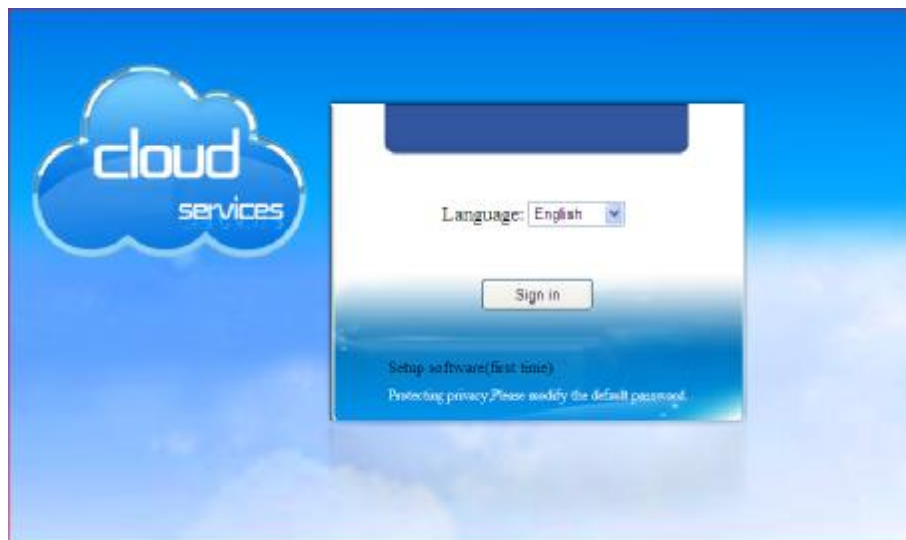 cloud
services
Language: English
Sign in
Setup software(first time)
Protecting privacy,Please modify the default password.